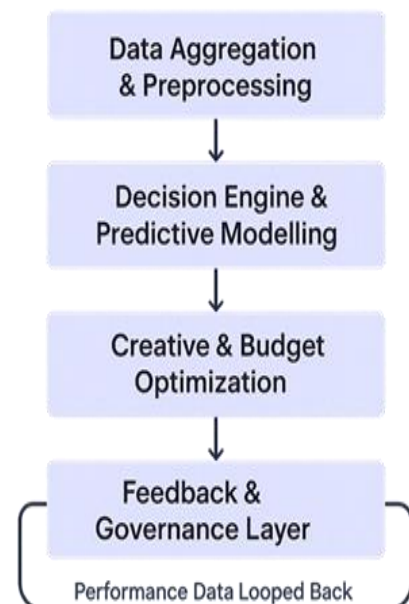 Data Aggregation
& Preprocessing
Decision Engine &
Predictive Modelling
Creative & Budget
Optimization
Feedback &
Governance Layer
Performance Data Looped Back